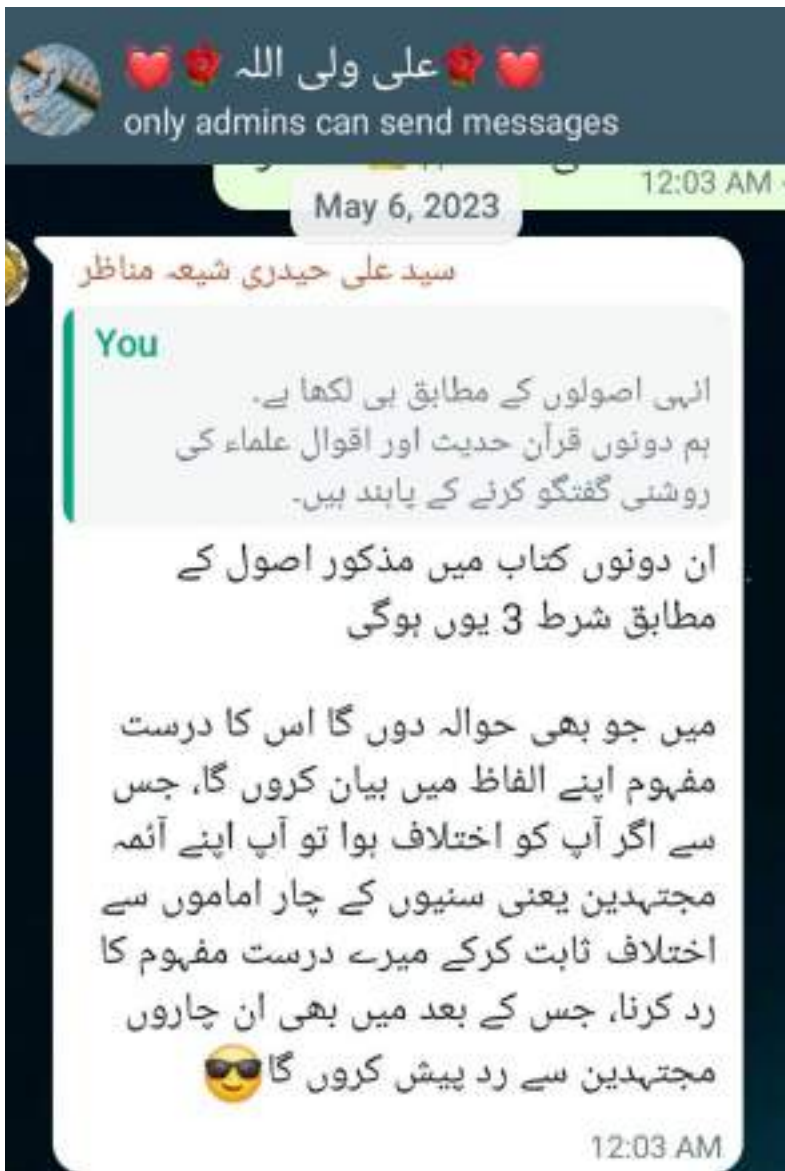 💓🌹علی ولی اللہ 🌹💓
only admins can send messages
12:03 AM
May 6, 2023
سید علی حیدری شیعہ مناظر
You
انہی اصولوں کے مطابق ہی لکھا ہے۔
ہم دونوں قرآن حدیث اور اقوال علماء کی
روشنی گفتگو کرنے کے پابند ہیں۔
ان دونوں کتاب میں مذکور اصول کے
مطابق شرط 3 یوں ہوگی
میں جو بھی حوالہ دوں گا اس کا درست
مفہوم اپنے الفاظ میں بیان کروں گا، جس
سے اگر آپ کو اختلاف ہوا تو آپ اپنے آئمہ
مجتہدین یعنی سنیوں کے چار اماموں سے
اختلاف ثابت کرکے میرے درست مفہوم کا
رد کرنا، جس کے بعد میں بھی ان چاروں
مجتہدین سے رد پیش کروں گا😎
12:03 AM